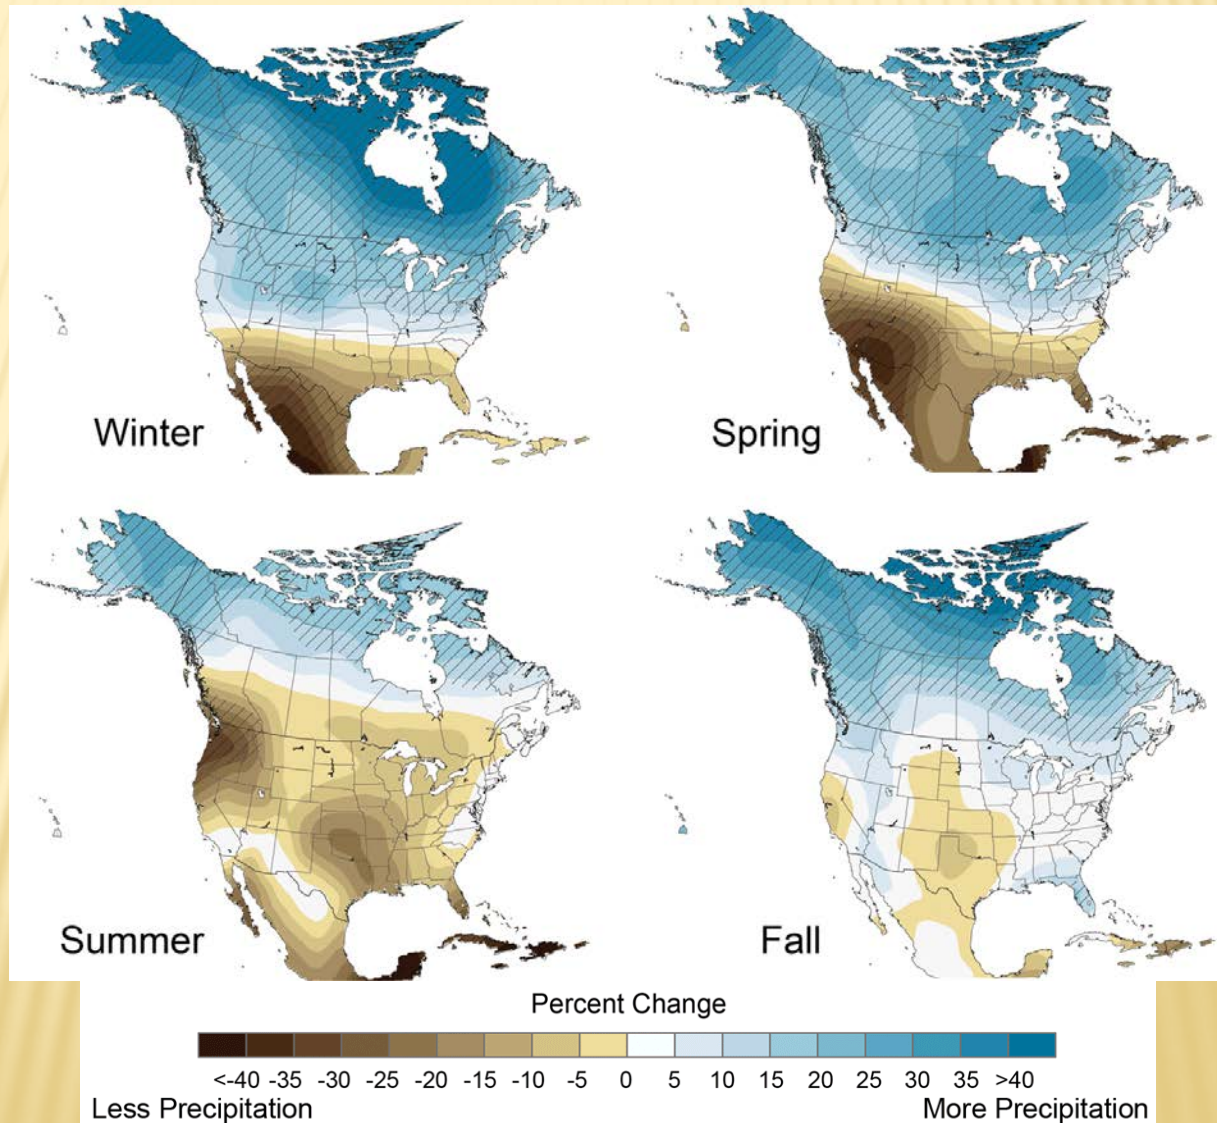 Winter
Spring
Summer
Fall
Percent Change
<-40 -35 -30 -25 -20 -15 -10 -5 0 5 10 15 20 25 30 35 >40
Less Precipitation
More Precipitation